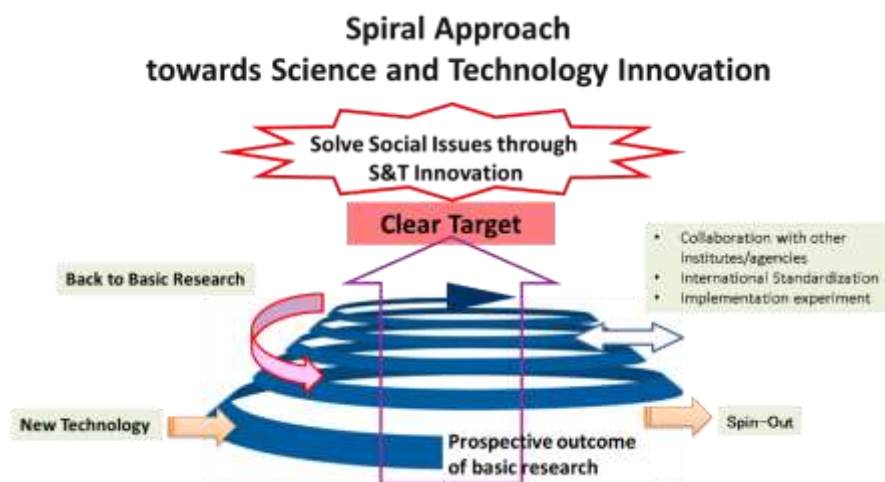 Spiral Approach
towards Science and Technology Innovation
Solve Social Issues through
S&T Innovation
Clear Target
• Collaboration with other
institutes/agencies
• International Standardization
• Implementation experiment
Back to Basic Research
New Technology
Spin-Out
Prospective outcome
of basic research